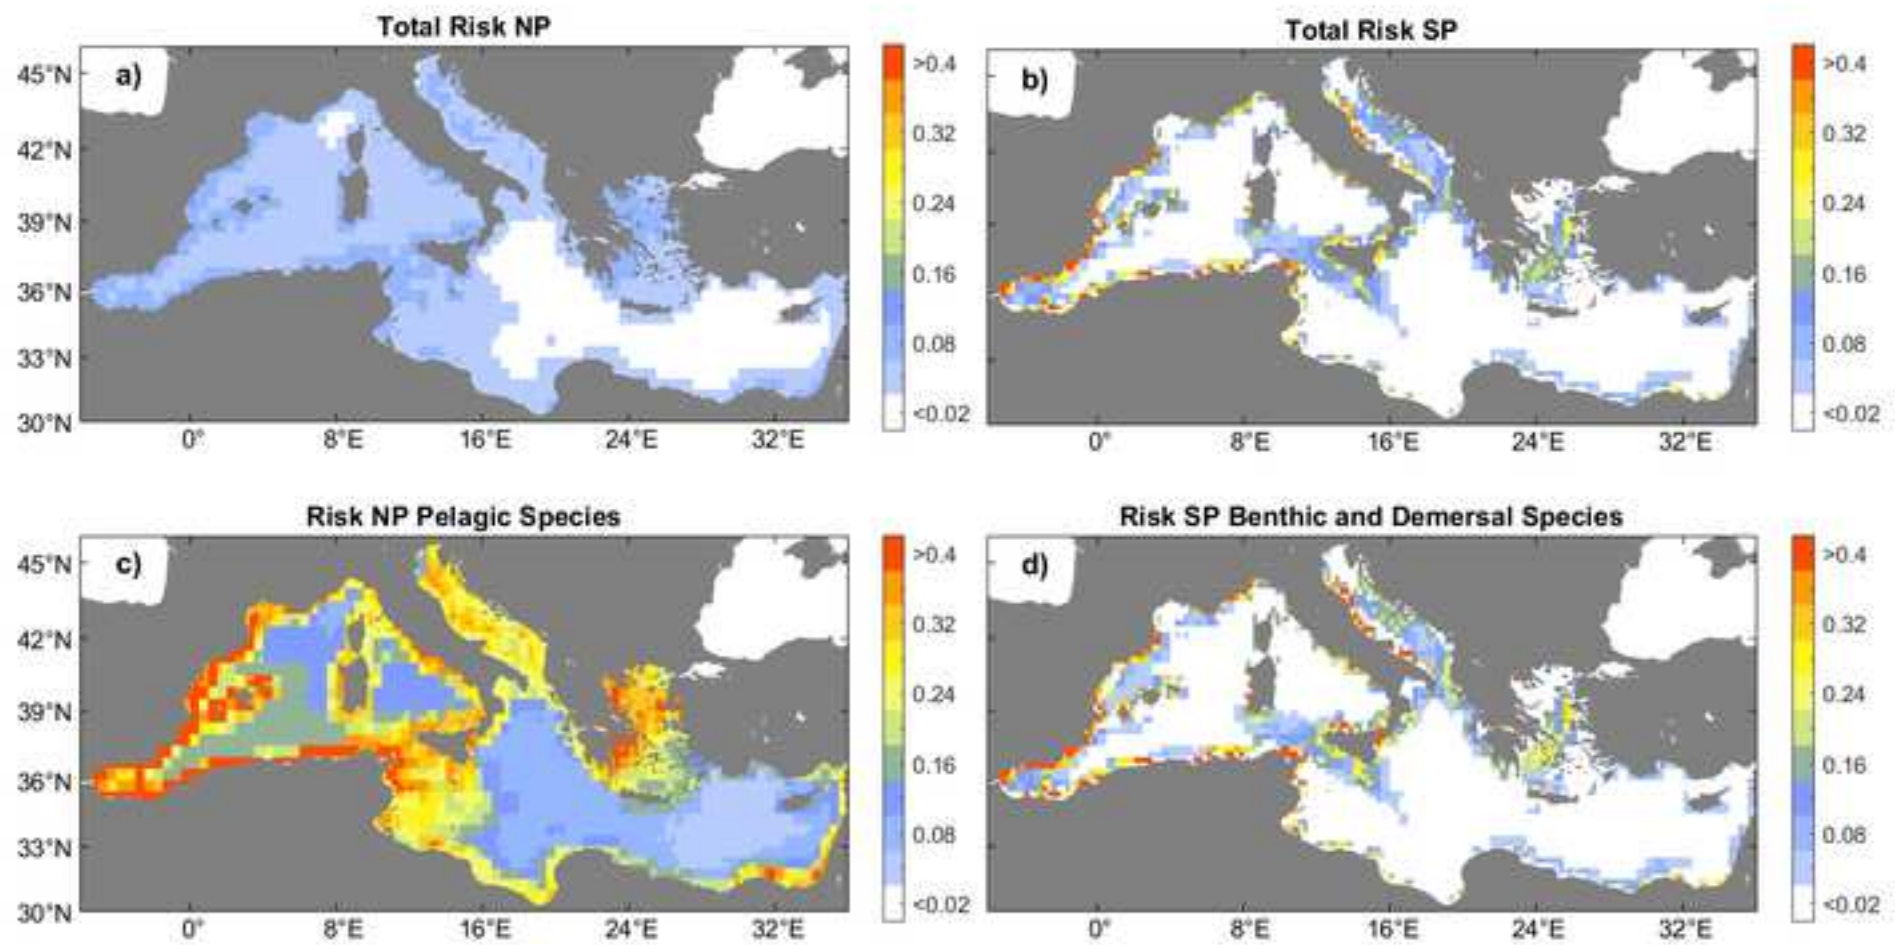 Total Risk NP
Total Risk SP
a)
45°N
42°N
39°N
36°N
33°N
30°N
0°
8°E
16°E
24°E
32°E
>0.4
0.32
0.24
0.16
0.08
<0.02
b)
0°
8°E
16°E
24°E
32°E
>0.4
0.32
0.24
0.16
0.08
<0.02
Risk NP Pelagic Species
Risk SP Benthic and Demersal Species
c)
45°N
42°N
39°N
36°N
33°N
30°N
0°
8°E
16°E
24°E
32°E
>0.4
0.32
0.24
0.16
0.08
<0.02
d)
0°
8°E
16°E
24°E
32°E
>0.4
0.32
0.24
0.16
0.08
<0.02